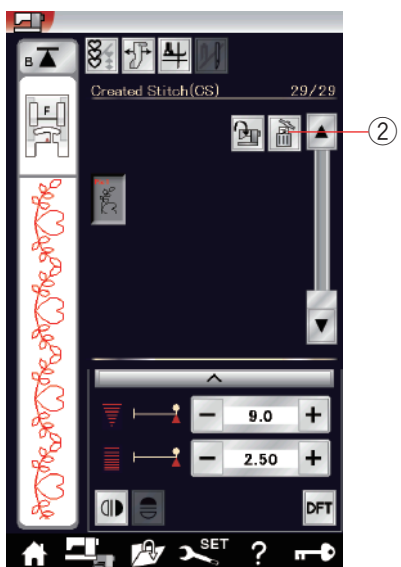 B
F
Created Stitch(CS) 29/29
②
− 9.0 +
− 2.50 +
DFT
SET
?